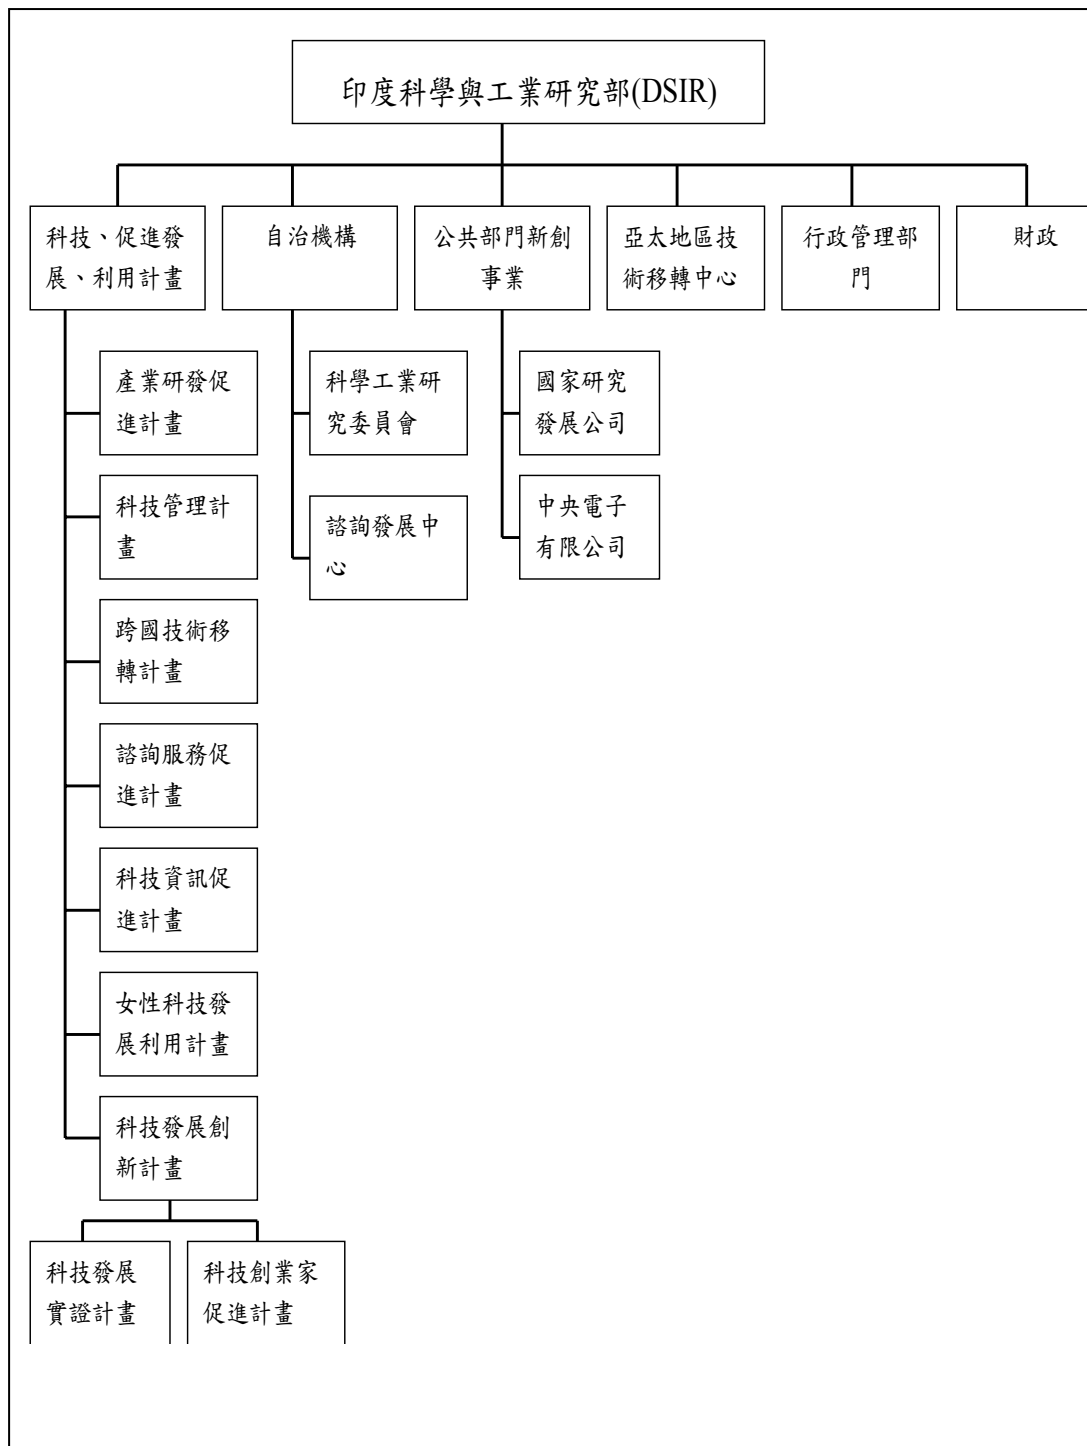 印度科學與工業研究部(DSIR)
科技、促進發
展、利用計畫
自治機構
公共部門新創
事業
亞太地區技
術移轉中心
行政管理部
門
財政
產業研發促
進計畫
科技管理計
畫
跨國技術移
轉計畫
諮詢服務促
進計畫
科技資訊促
進計畫
女性科技發
展利用計畫
科技發展創
新計畫
科技發展
實證計畫
科技創業家
促進計畫
科學工業研
究委員會
諮詢發展中
心
國家研究
發展公司
中央電子
有限公司